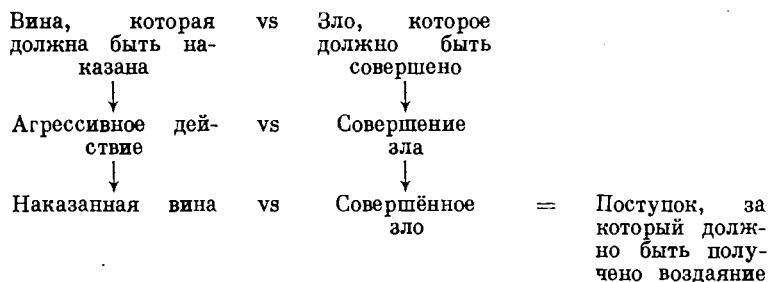 Вина, которая vs Зло, которое
должна быть на- должно быть
казана совершено
Агрессивное дей- vs Совершение
ствие зла
Наказанная вина vs Совершённое = Поступок, за
зло который долж-
но быть полу-
чено воздаяние